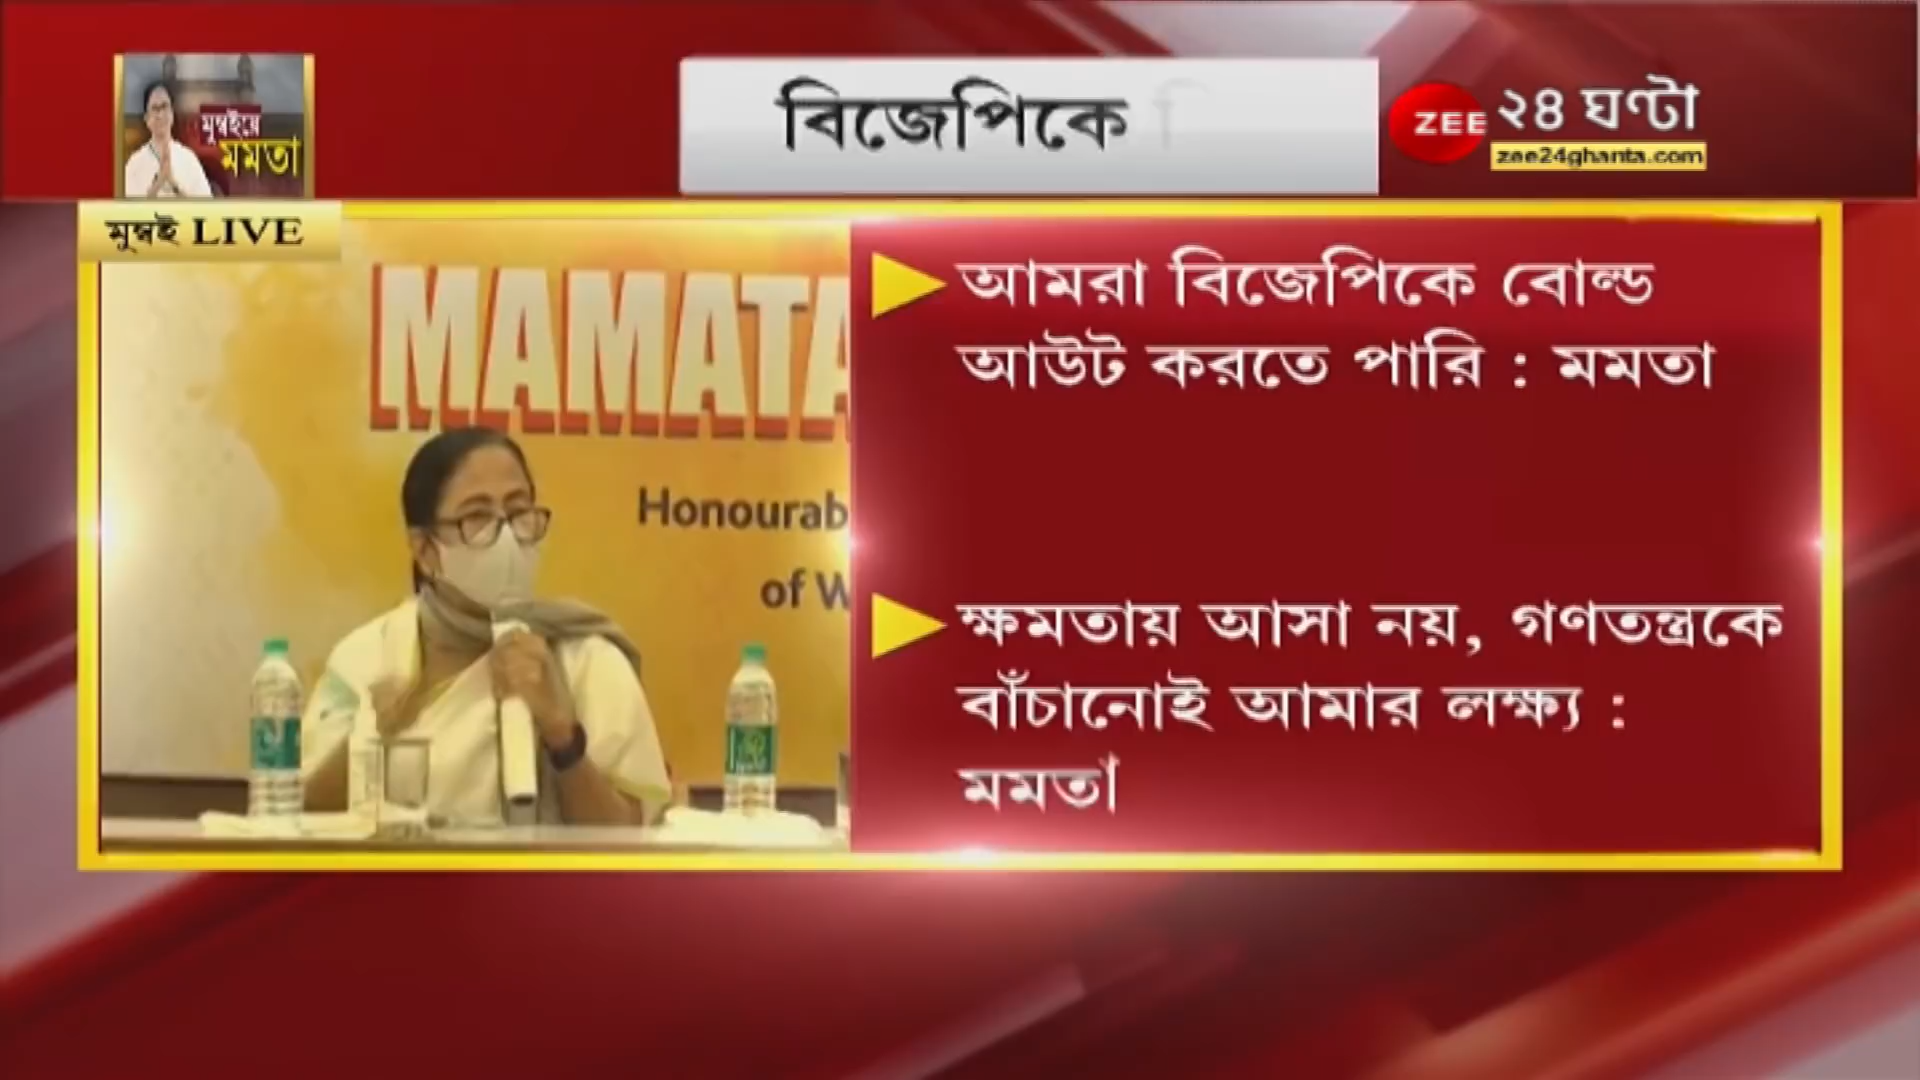 মুম্বইয়ে
মমতা
বিজেপিকে
ZEE ২৪ ঘণ্টা
zee24ghanta.com
মুম্বই LIVE
MAMATA
Honourab
of W
আমরা বিজেপিকে বোল্ড
আউট করতে পারি : মমতা
ক্ষমতায় আসা নয়, গণতন্ত্রকে
বাঁচানোই আমার লক্ষ্য :
মমতা